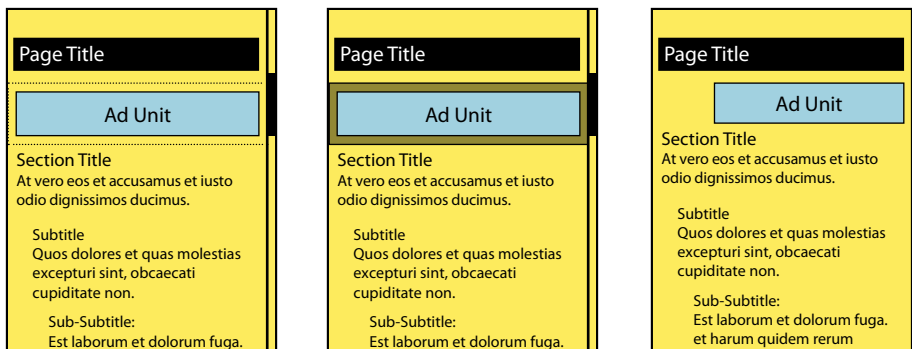 Page Title
Ad Unit
Section Title
At vero eos et accusamus et iusto
odio dignissimos ducimus.
Subtitle
Quos dolores et quas molestias
excepturi sint, obcaecati
cupiditate non.
Sub-Subtitle:
Est laborum et dolorum fuga.
Page Title
Ad Unit
Section Title
At vero eos et accusamus et iusto
odio dignissimos ducimus.
Subtitle
Quos dolores et quas molestias
excepturi sint, obcaecati
cupiditate non.
Sub-Subtitle:
Est laborum et dolorum fuga.
Page Title
Ad Unit
Section Title
At vero eos et accusamus et iusto
odio dignissimos ducimus.
Subtitle
Quos dolores et quas molestias
excepturi sint, obcaecati
cupiditate non.
Sub-Subtitle:
Est laborum et dolorum fuga.
et harum quidem rerum